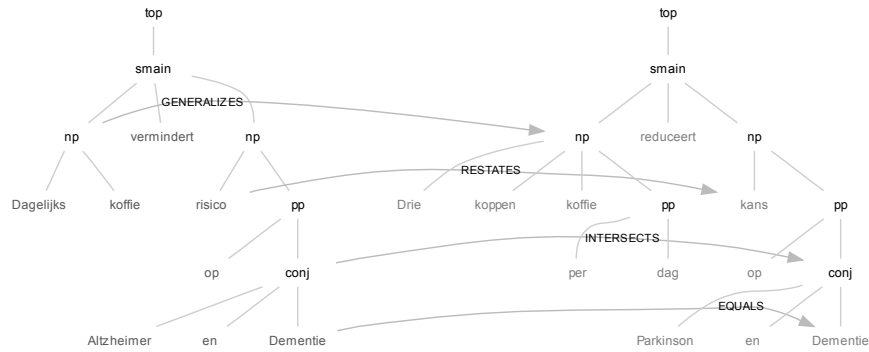 top top
smain smain
GENERALIZES
np vermindert np np reduceert np
RESTATES
Dagelijks koffie risico pp Drie koppen koffie pp kans pp
INTERSECTS
op conj per dag op conj
EQUALS
Altzheimer en Dementie Parkinson en Dementie